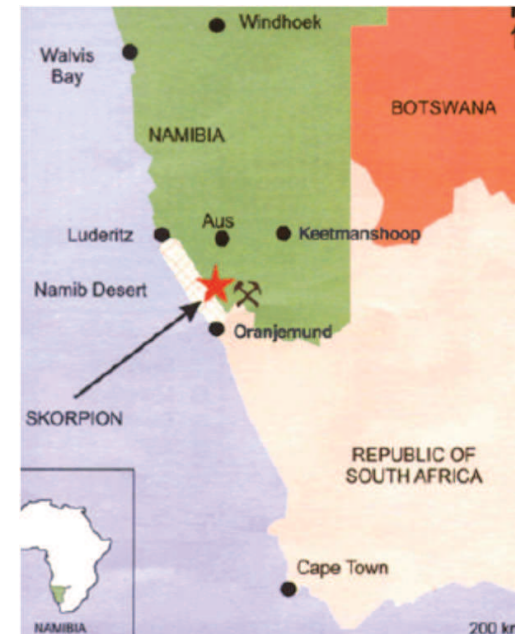 Windhoek
Walvis
Bay
BOTSWANA
NAMIBIA
Luderitz
Aus
Keetmanshoop
Namib Desert
Oranjemund
SKORPION
REPUBLIC OF
SOUTH AFRICA
Cape Town
NAMIBIA
200 km